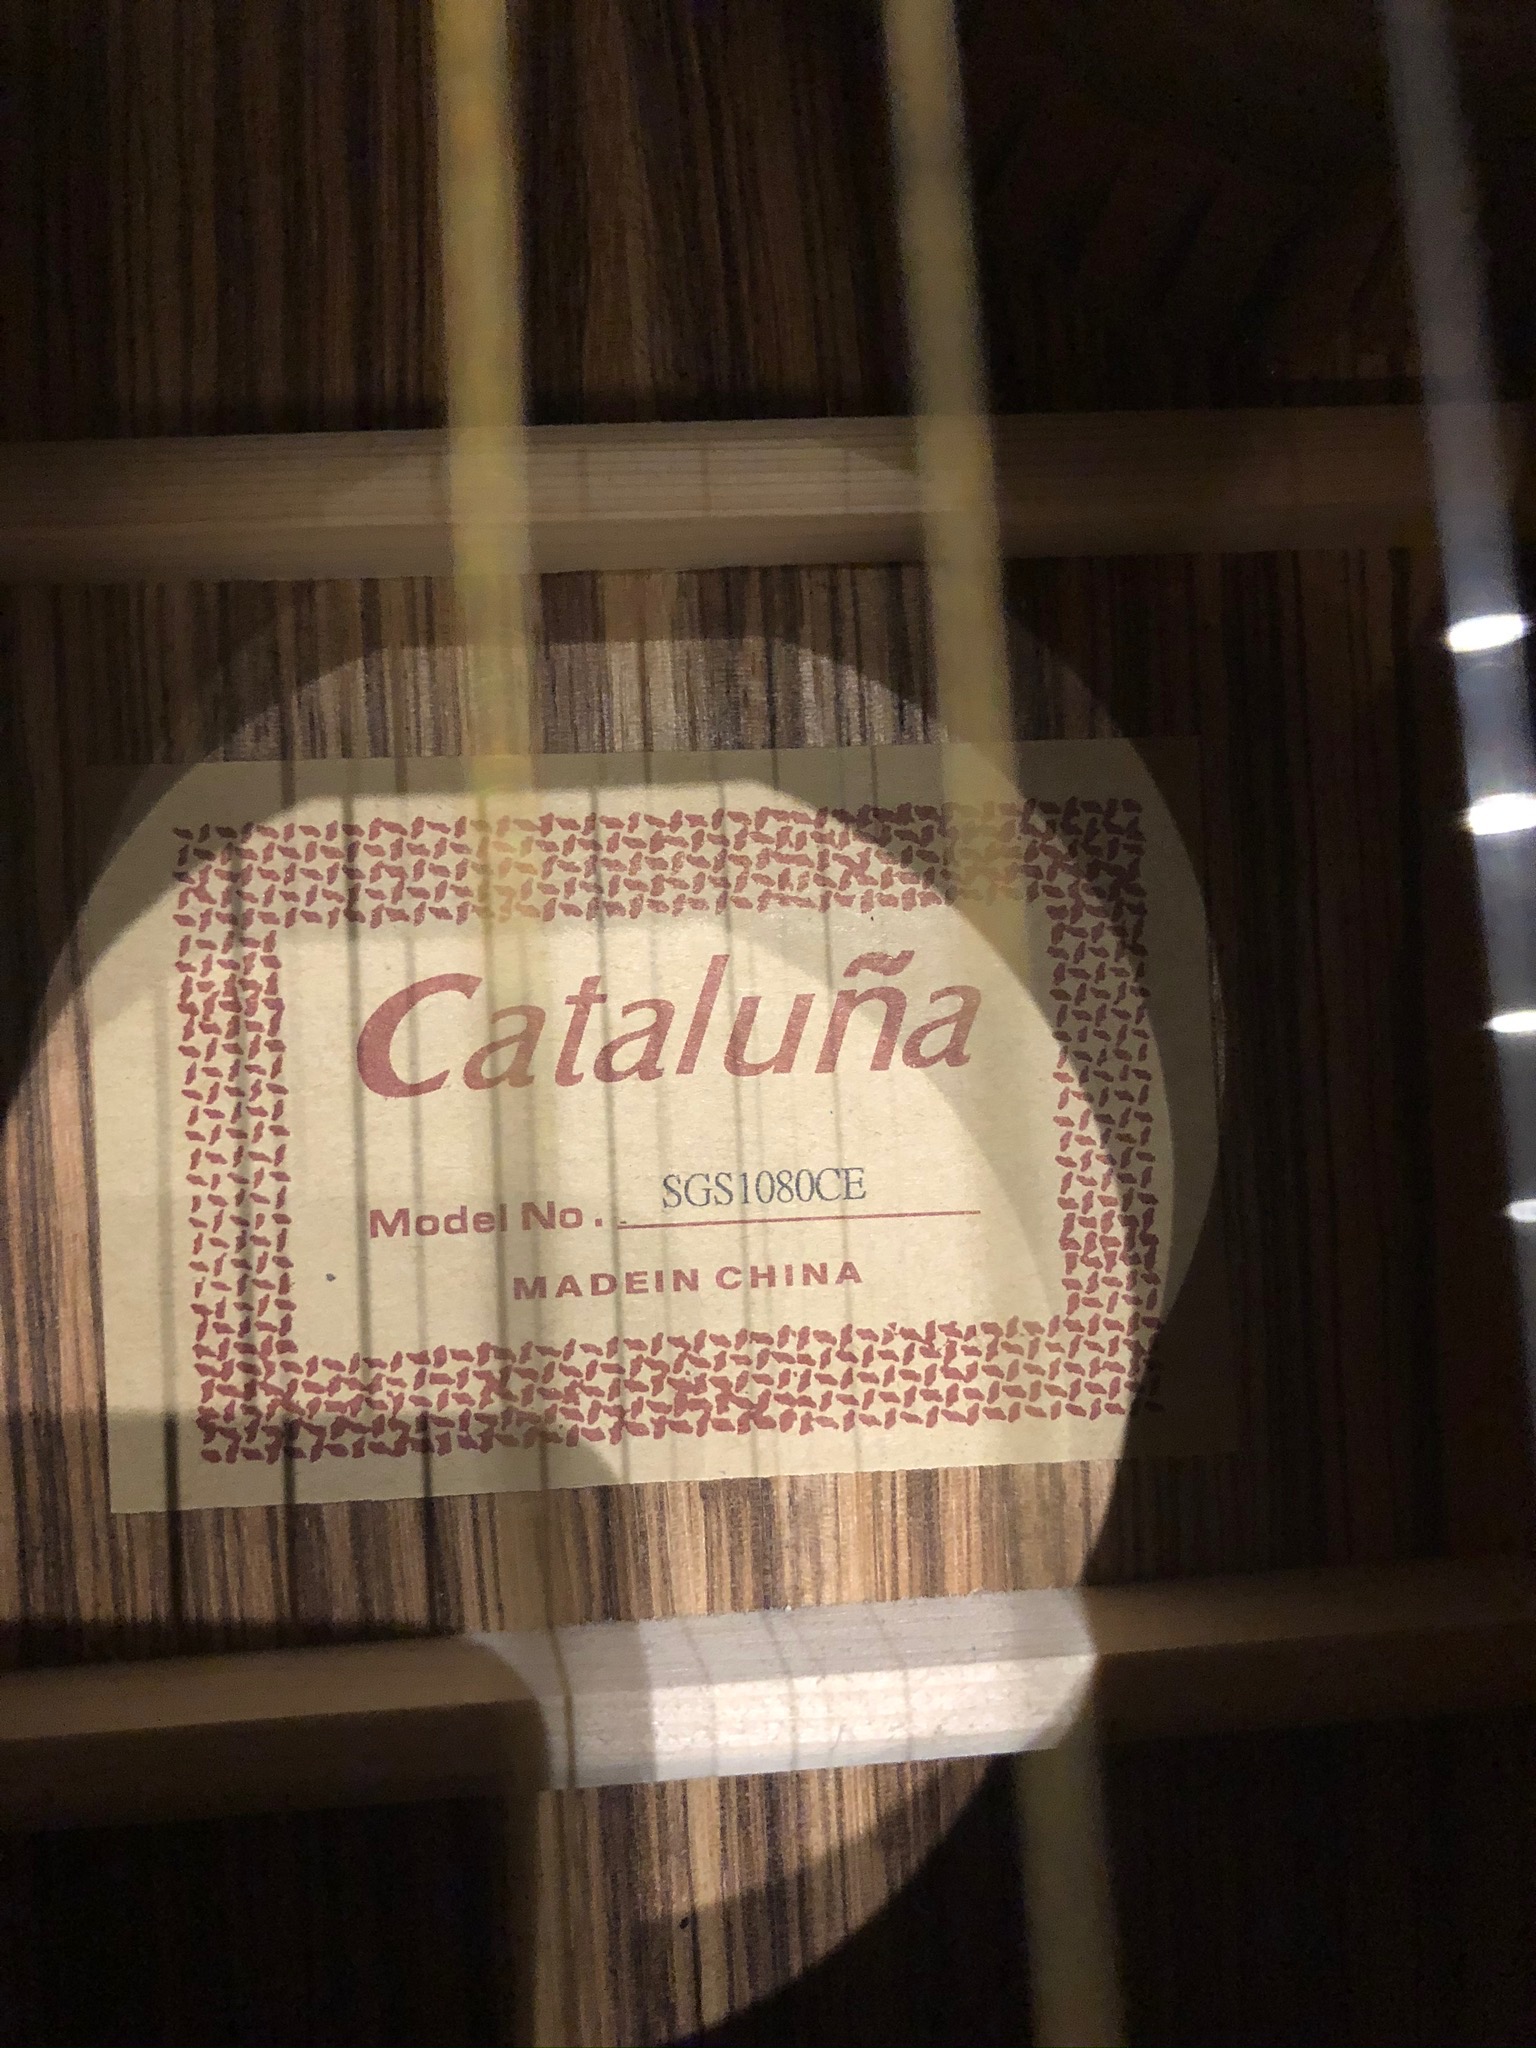 Cataluña
Model No. SGS1080CE
MADEIN CHINA